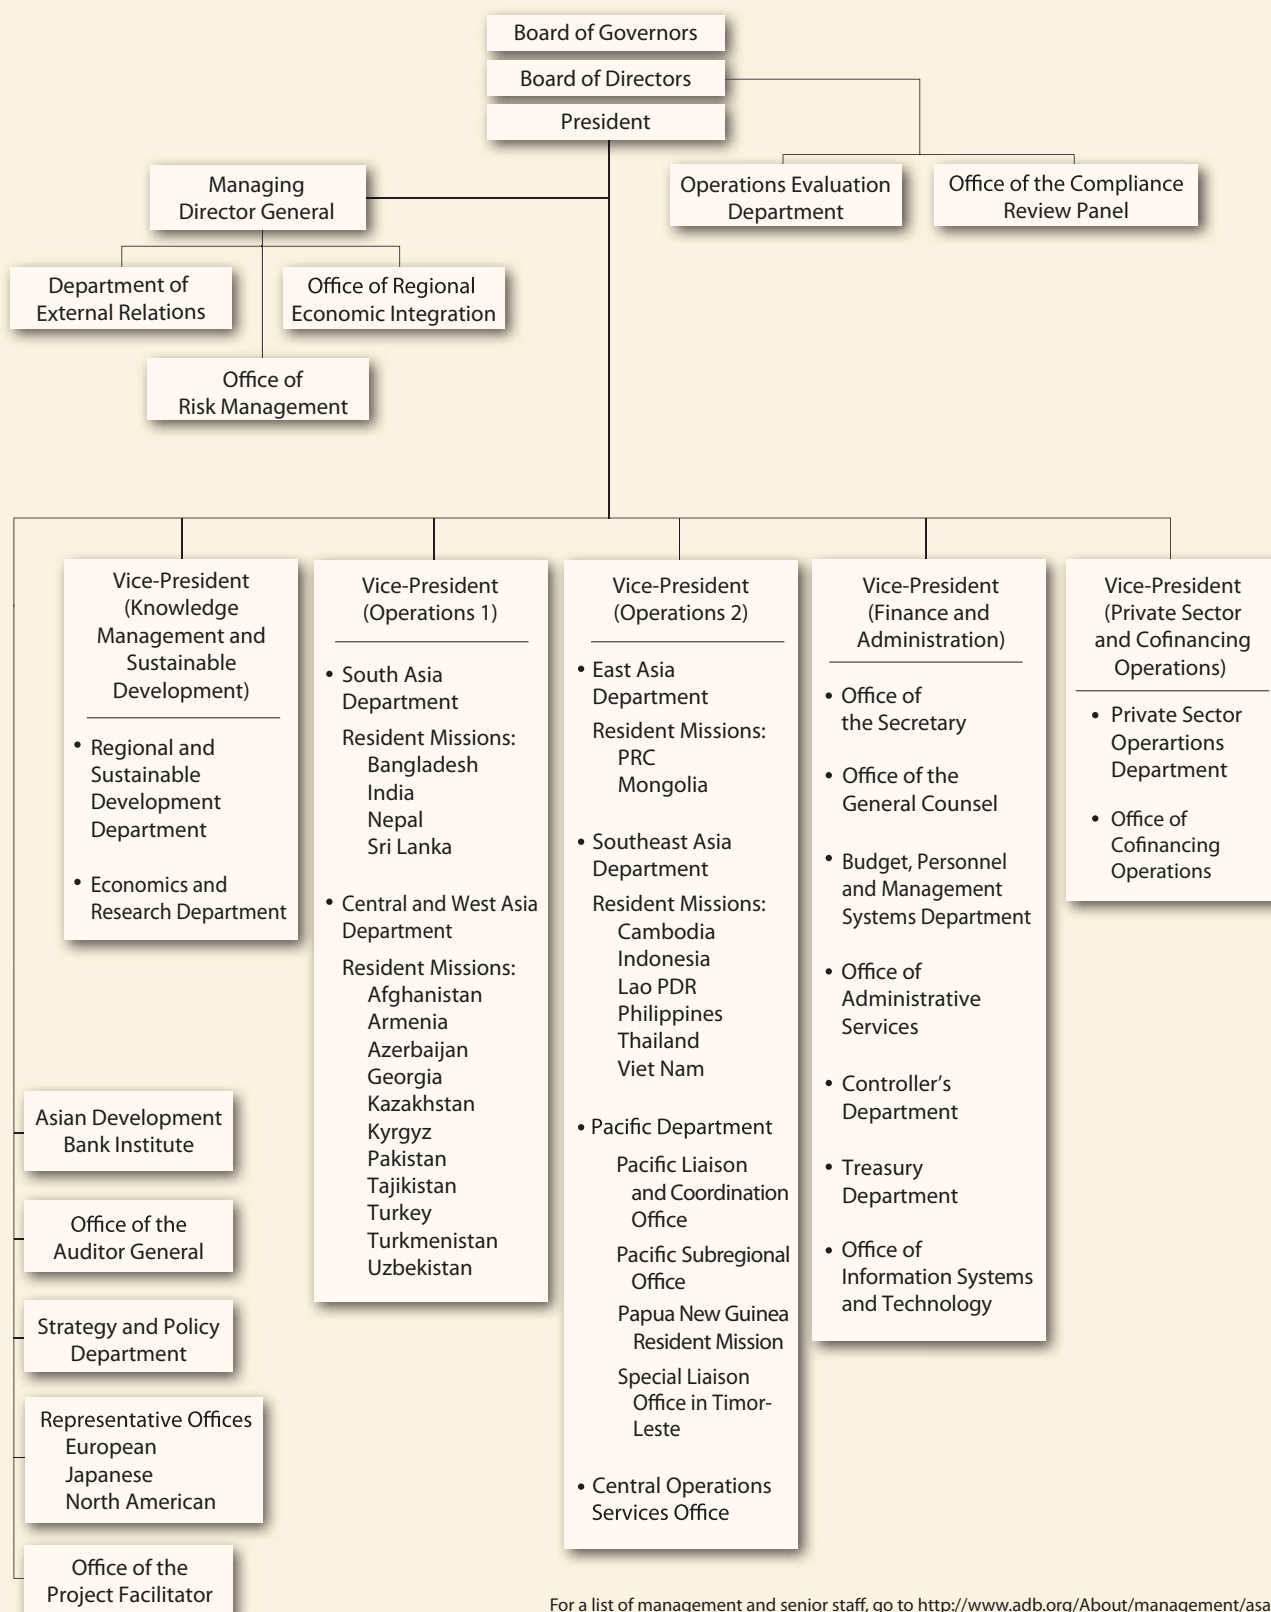 Board of Governors
Board of Directors
President
Managing
Director General
Operations Evaluation
Department
Office of the Compliance
Review Panel
Department of
External Relations
Office of Regional
Economic Integration
Office of
Risk Management
Vice-President
(Knowledge
Management and
Sustainable
Development)
• Regional and
Sustainable
Development
Department
• Economics and
Research Department
Vice-President
(Operations 1)
• South Asia
Department
Resident Missions:
Bangladesh
India
Nepal
Sri Lanka
• Central and West Asia
Department
Resident Missions:
Afghanistan
Armenia
Azerbaijan
Georgia
Kazakhstan
Kyrgyz
Pakistan
Tajikistan
Turkey
Turkmenistan
Uzbekistan
Vice-President
(Operations 2)
• East Asia
Department
Resident Missions:
PRC
Mongolia
• Southeast Asia
Department
Resident Missions:
Cambodia
Indonesia
Lao PDR
Philippines
Thailand
Viet Nam
• Pacific Department
Pacific Liaison
and Coordination
Office
Pacific Subregional
Office
Papua New Guinea
Resident Mission
Special Liaison
Office in Timor-
Leste
• Central Operations
Services Office
Vice-President
(Finance and
Administration)
• Office of
the Secretary
• Office of the
General Counsel
• Budget, Personnel
and Management
Systems Department
• Office of
Administrative
Services
• Controller's
Department
• Treasury
Department
• Office of
Information Systems
and Technology
Vice-President
(Private Sector
and Cofinancing
Operations)
• Private Sector
Operartions
Department
• Office of
Cofinancing
Operations
Asian Development
Bank Institute
Office of the
Auditor General
Strategy and Policy
Department
Representative Offices
European
Japanese
North American
Office of the
Project Facilitator
For a list of management and senior staff, go to http://www.adb.org/About/management/asa